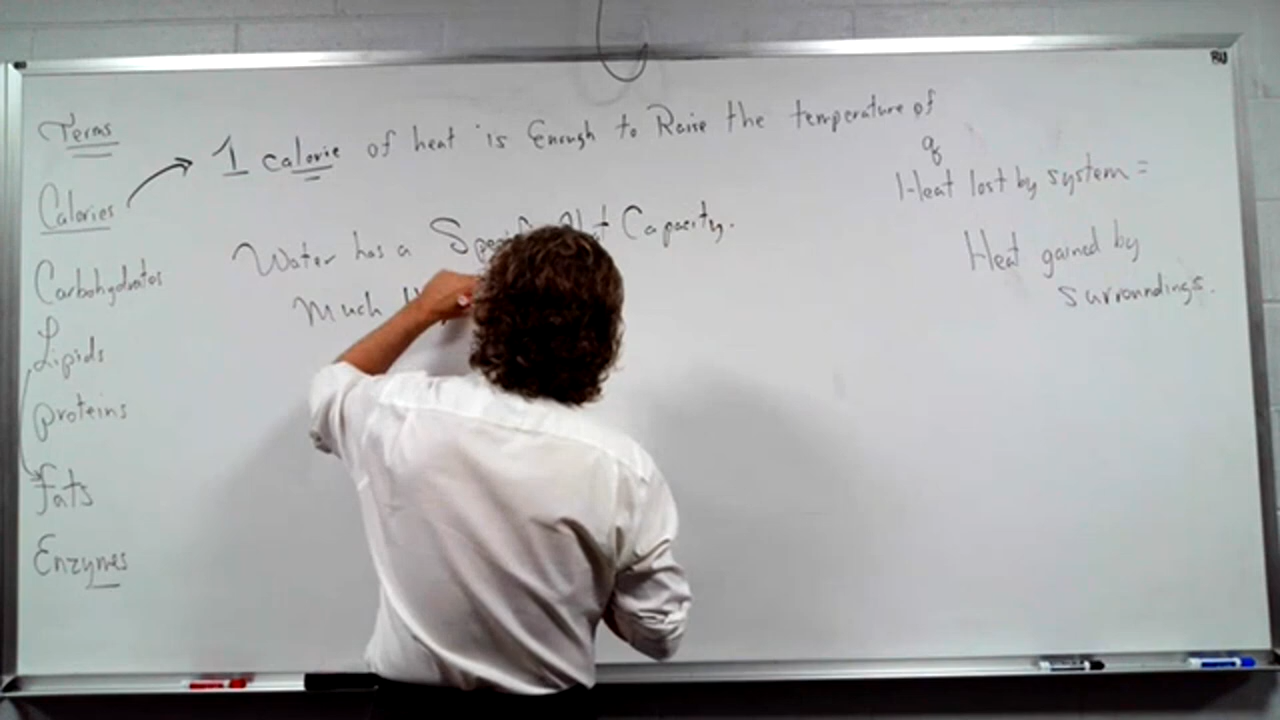 Terms
Calories
Carbohydrates
Lipids
proteins
fats
Enzymes
1 calorie of heat is Enough to Raise the temperature of
Water has a Capacity.
Much
q
Heat lost by system =
Heat gained by
surroundings.
BU